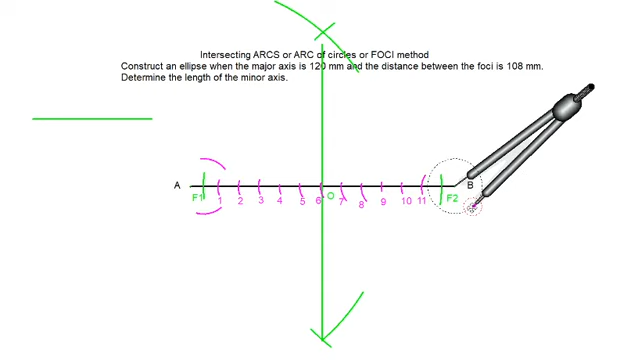 Intersecting ARCS or ARC of circles or FOCI method
Construct an ellipse when the major axis is 120 mm and the distance between the foci is 108 mm.
Determine the length of the minor axis.
A B
F1 1 2 3 4 5 6 O 7 8 9 10 11 F2